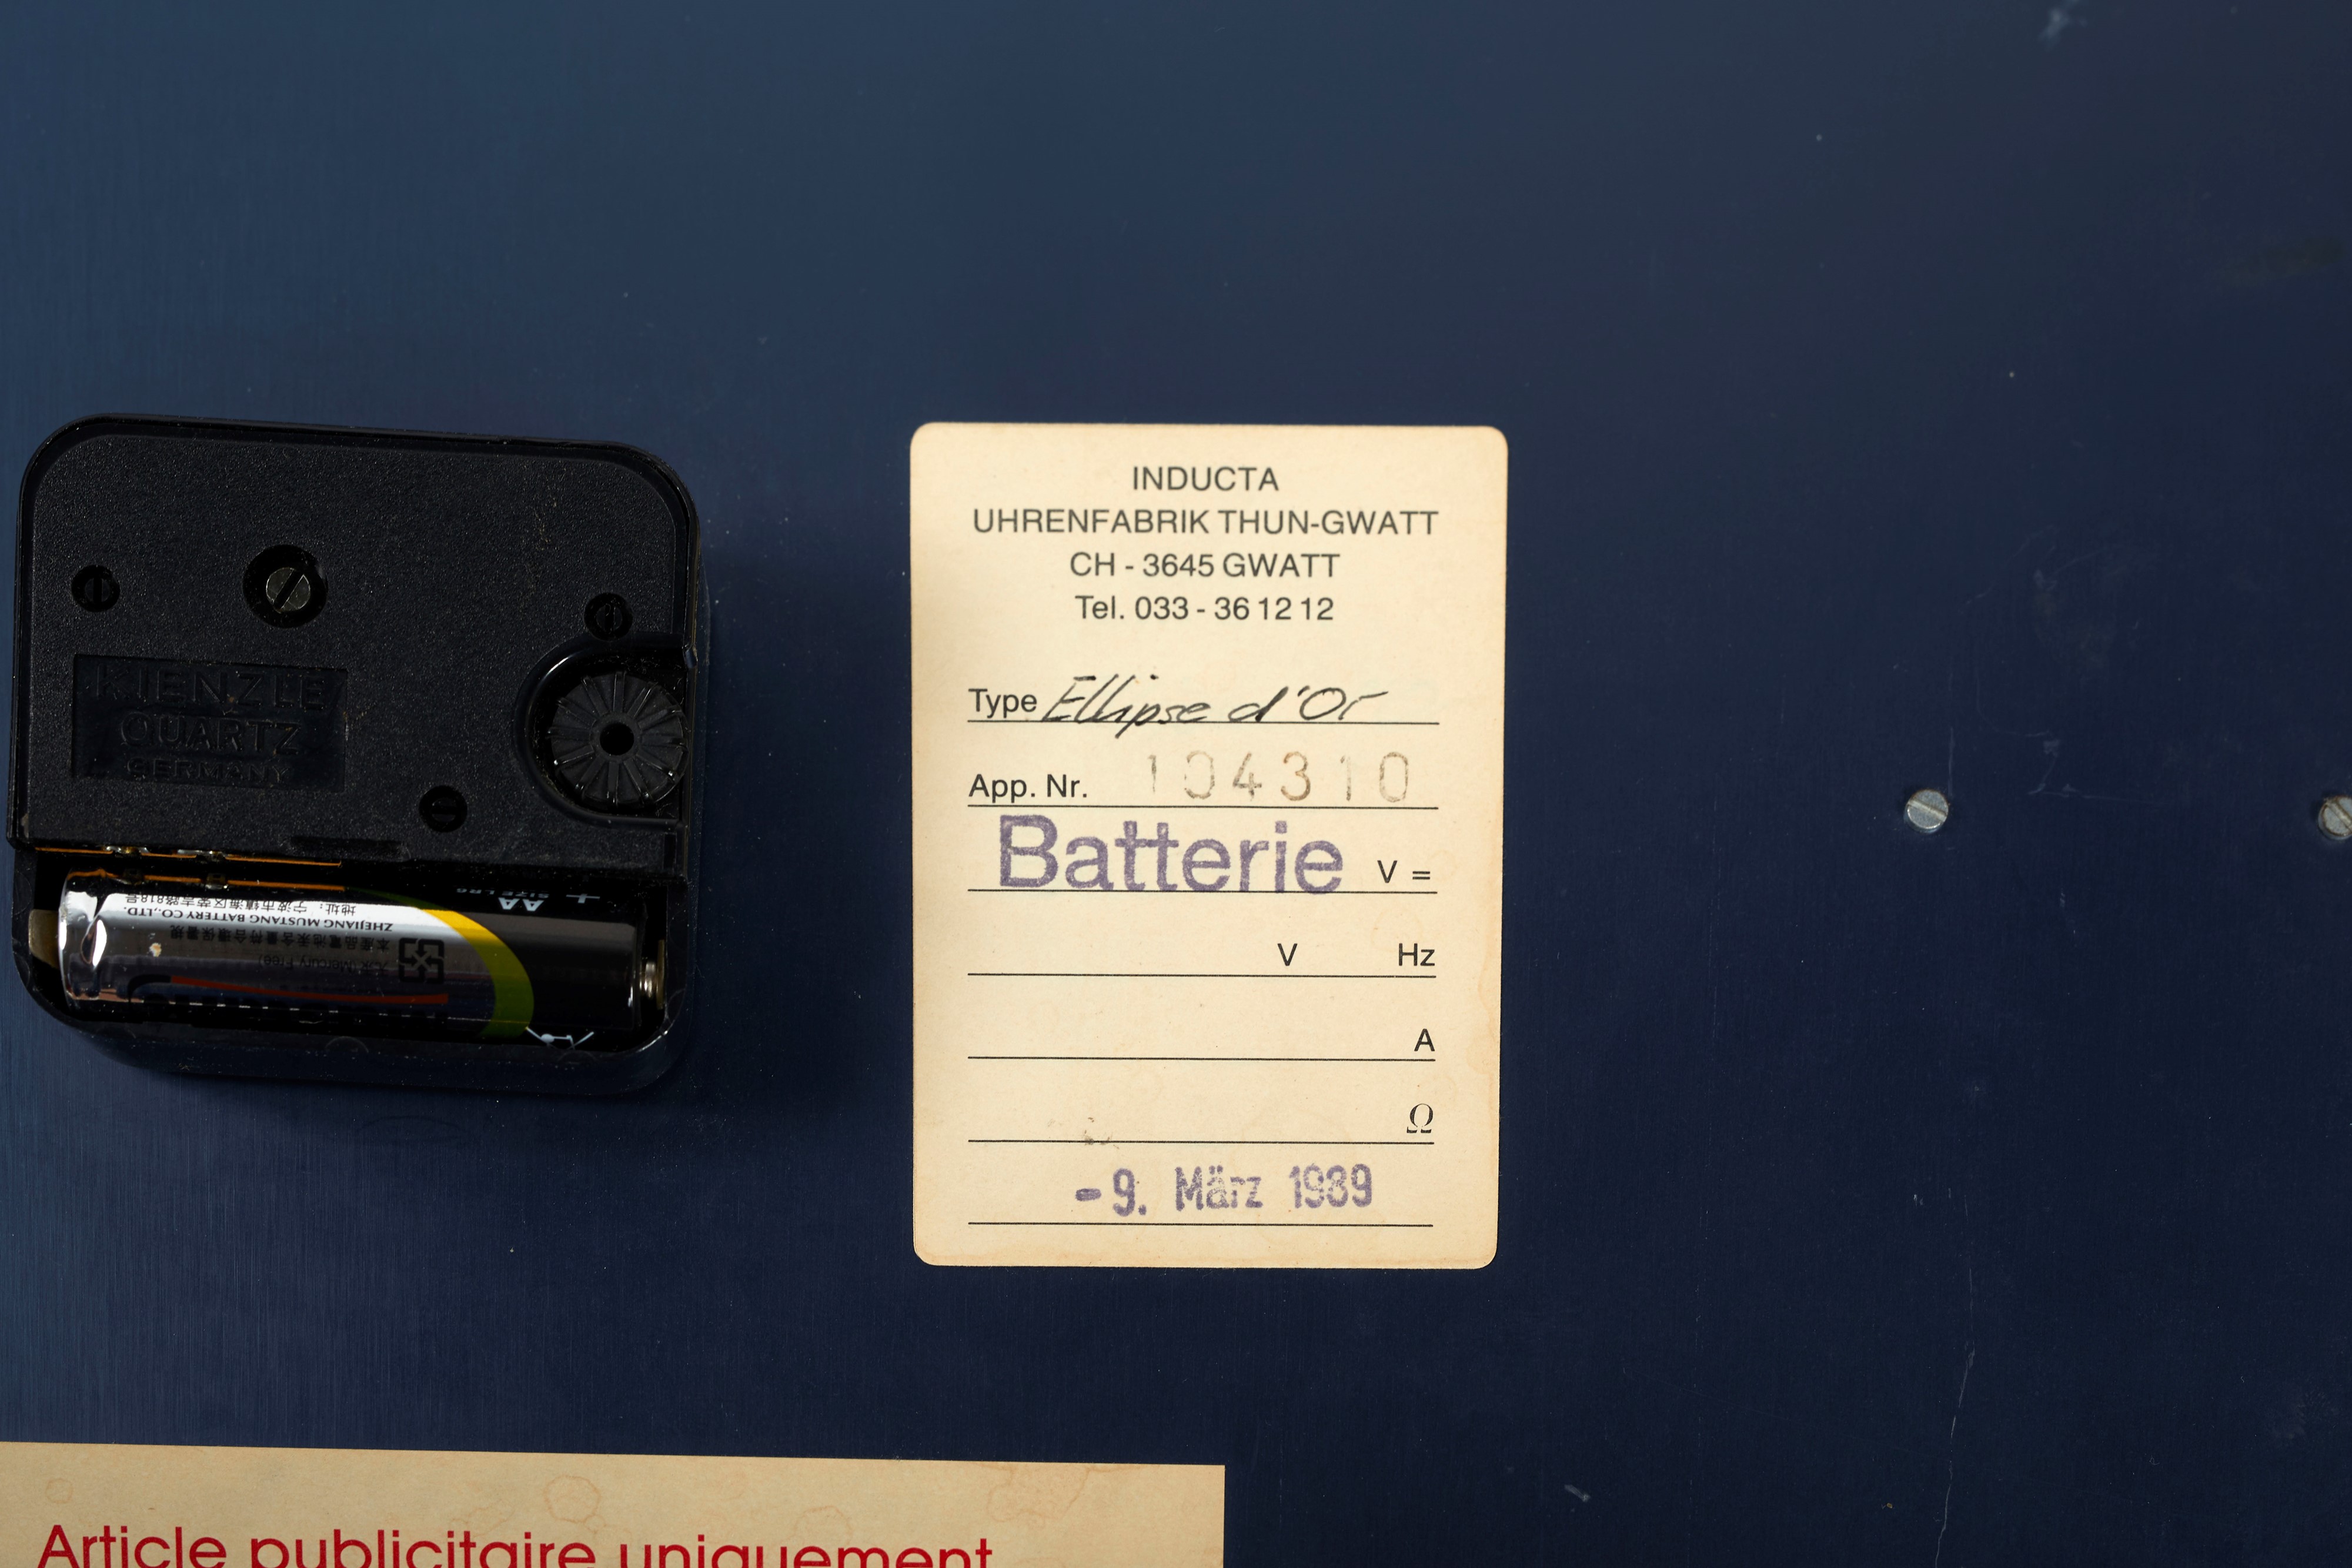 KIENZLE
QUARTZ
GERMANY
AA
ZHEJIANG MUSTANG BATTERY CO.,LTD.
INDUCTA
UHRENFABRIK THUN-GWATT
CH - 3645 GWATT
Tel. 033 - 36 12 12
Type Ellipse d'Or
App. Nr. 104310
Batterie V =
V Hz
A
Ω
-9. März 1989
Article publicitaire uniquement